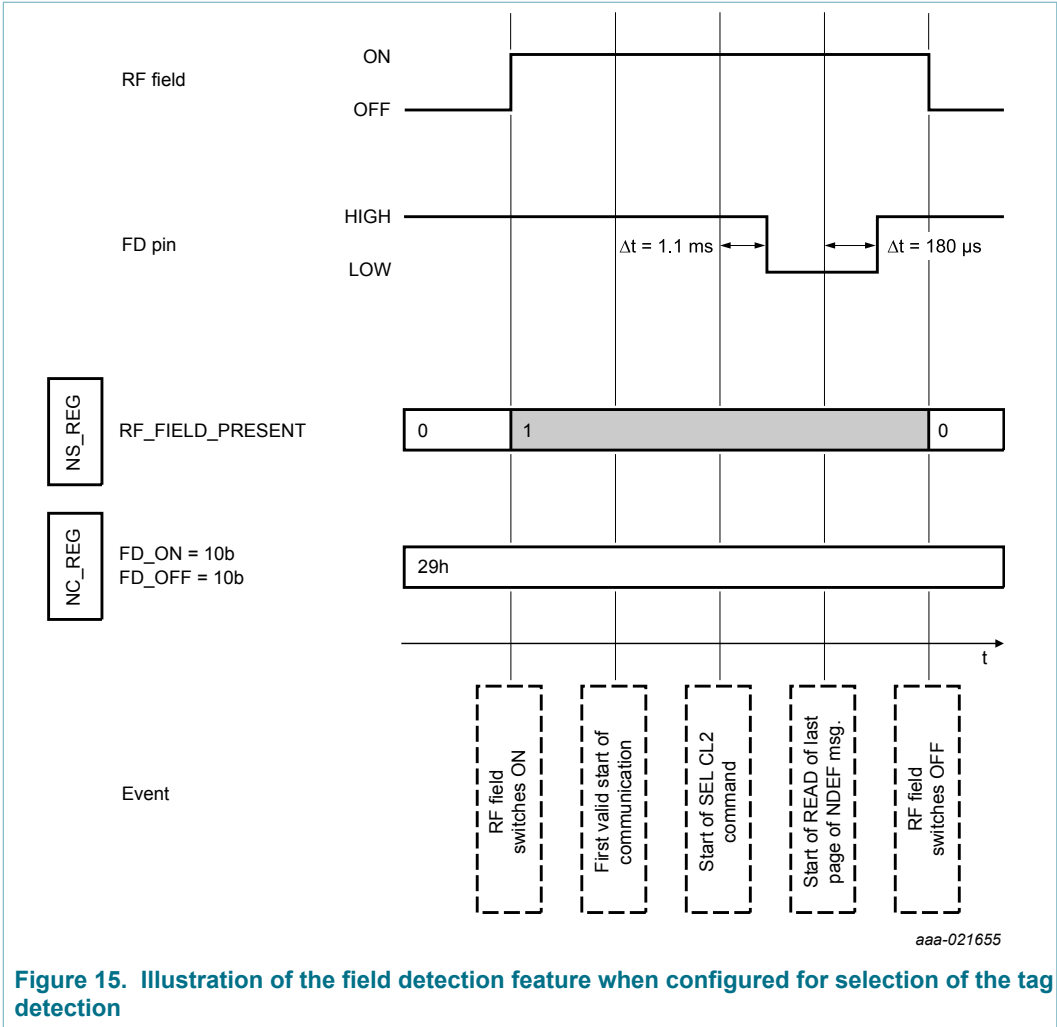 RF field
ON
OFF
FD pin
HIGH
LOW
Δt = 1.1 ms
Δt = 180 μs
NS_REG
RF_FIELD_PRESENT
0
1
0
NC_REG
FD_ON = 10b
FD_OFF = 10b
29h
t
Event
RF field
switches ON
First valid start of
communication
Start of SEL CL2
command
Start of READ of last
page of NDEF msg.
RF field
switches OFF
aaa-021655
Figure 15. Illustration of the field detection feature when configured for selection of the tag
detection